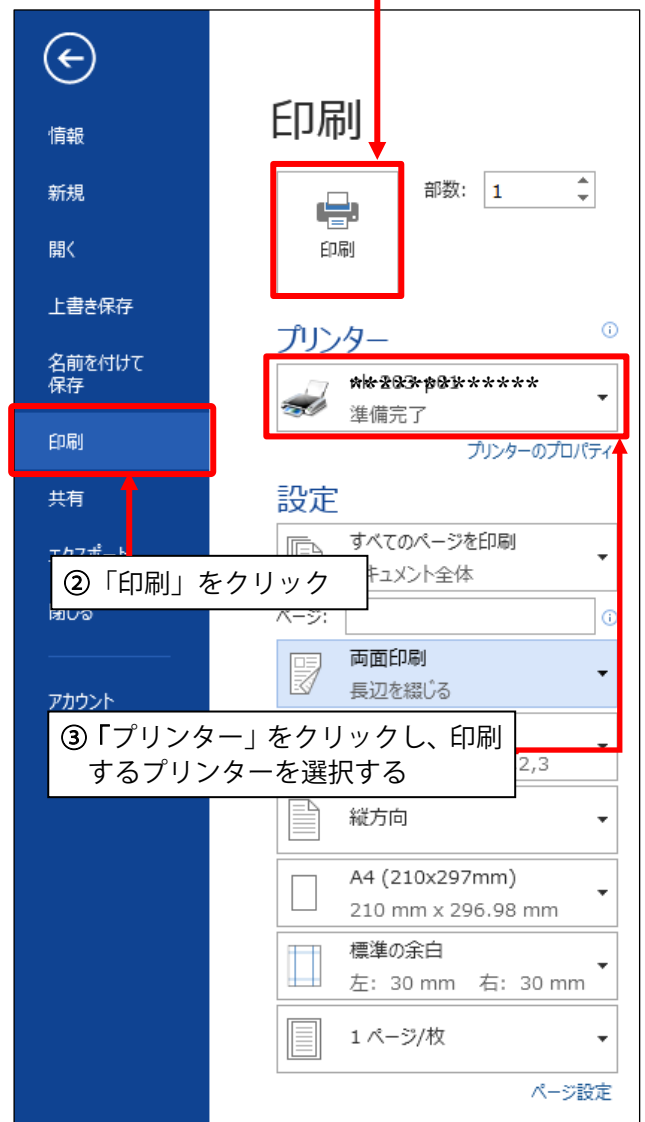 情報
新規
開く
上書き保存
名前を付けて
保存
印刷
共有
エクスポート
閉じる
アカウント
印刷
印刷
部数: 1
プリンター
準備完了
プリンターのプロパティ
設定
すべてのページを印刷
キュメント全体
ページ:
両面印刷
長辺を綴じる
2,3
縦方向
A4 (210x297mm)
210 mm x 296.98 mm
標準の余白
左: 30 mm 右: 30 mm
1 ページ/枚
ページ設定
②「印刷」をクリック
③「プリンター」をクリックし、印刷
するプリンターを選択する